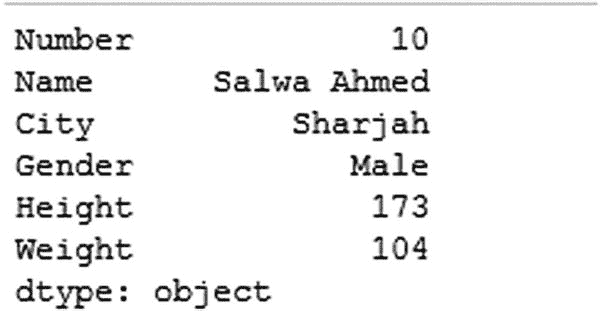 Number 10
Name Salwa Ahmed
City Sharjah
Gender Male
Height 173
Weight 104
dtype: object